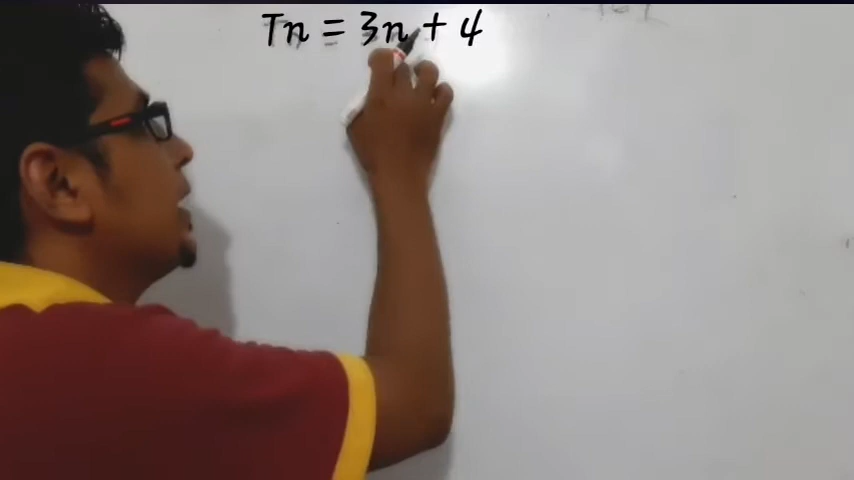 Tn = 3n + 4